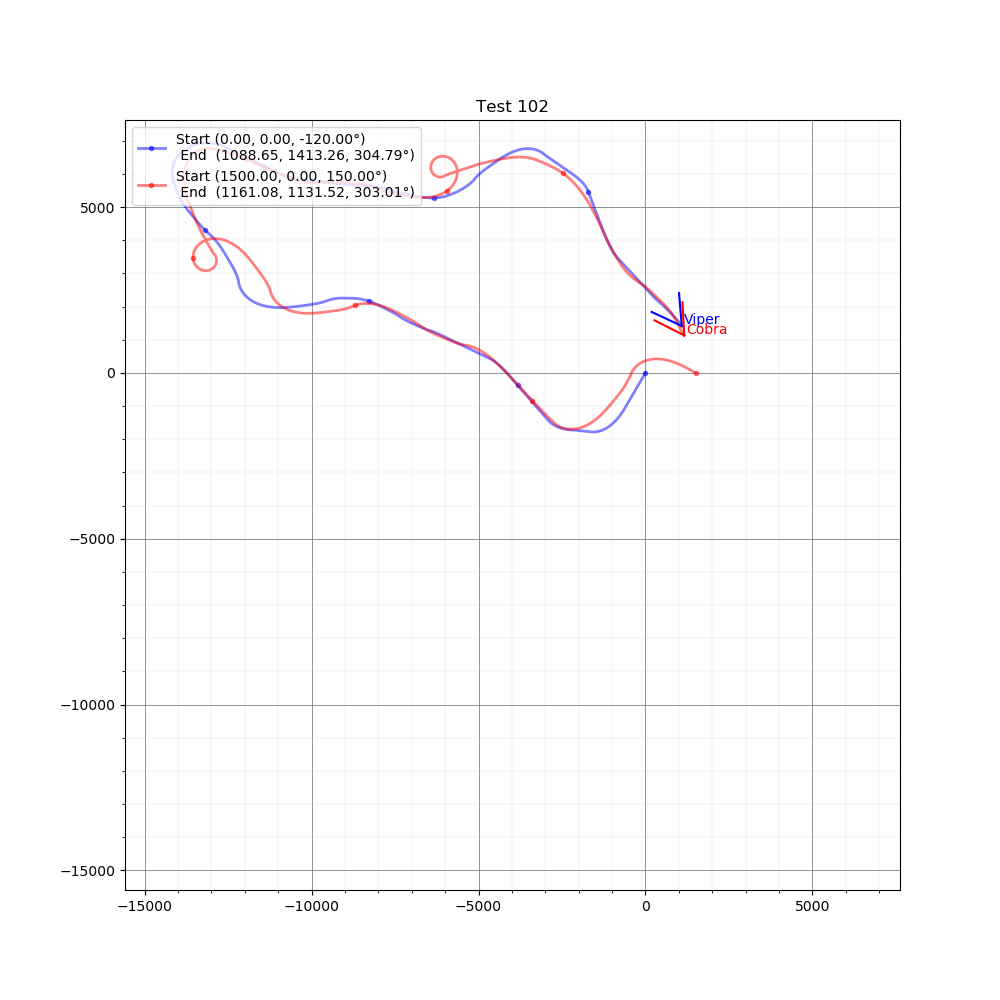 Test 102
Start (0.00, 0.00, -120.00°)
End (1088.65, 1413.26, 304.79°)
Start (1500.00, 0.00, 150.00°)
End (1161.08, 1131.52, 303.01°)
5000
0
−5000
−10000
−15000
Viper
Cobra
−15000
−10000
−5000
0
5000